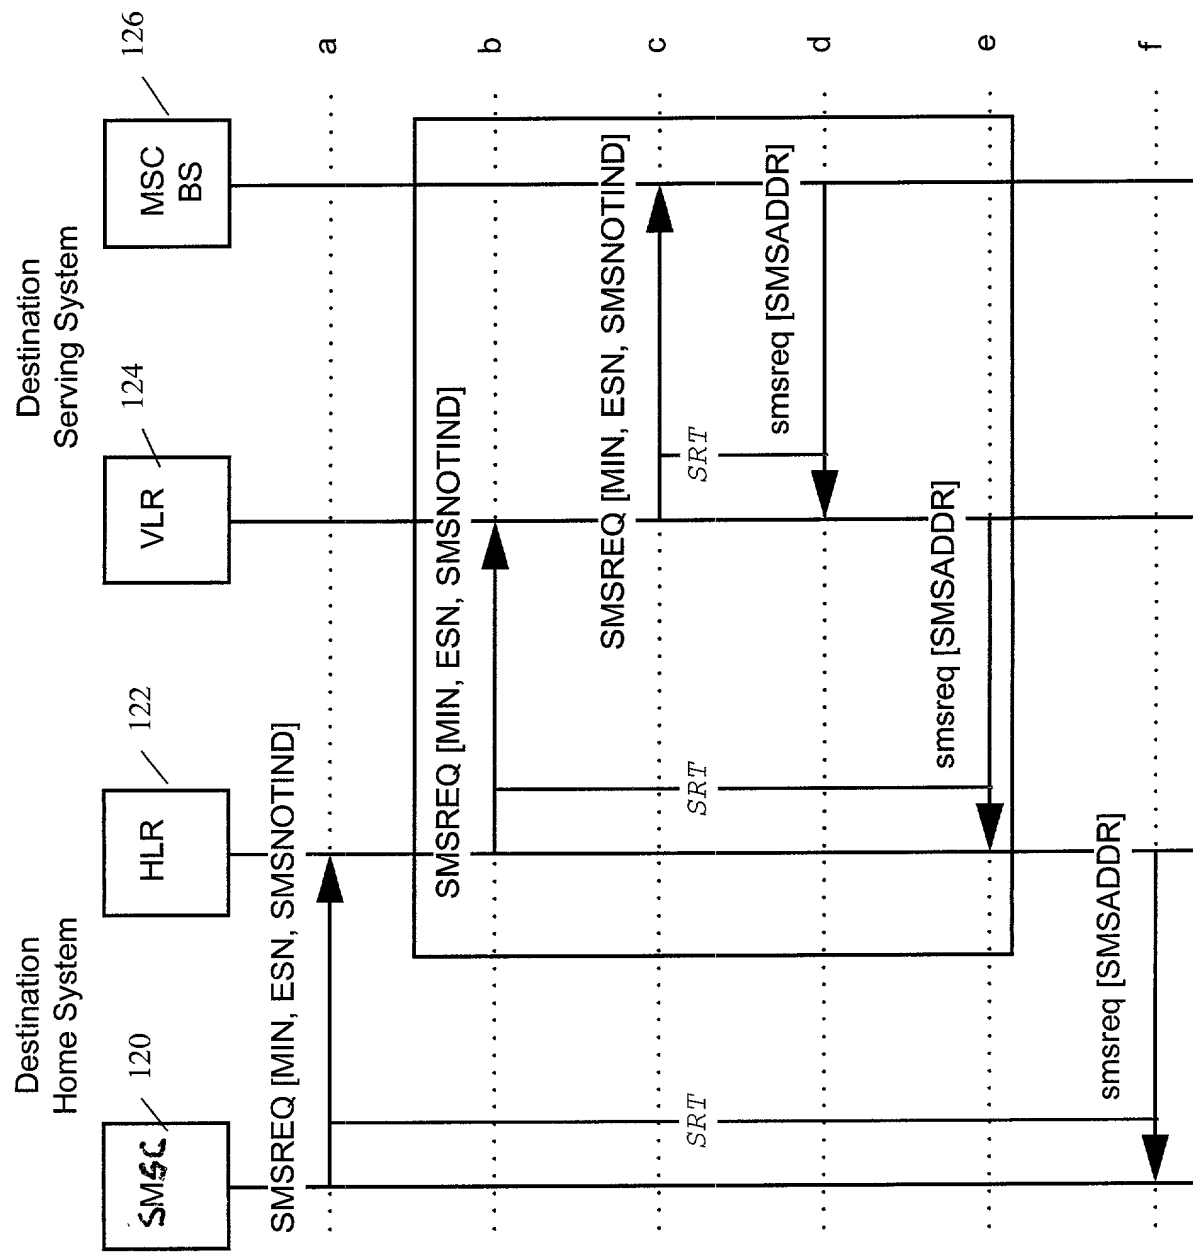 Destination
Home System
Destination
Serving System
SMSC
120
HLR
122
VLR
124
MSC
BS
126
SMSREQ [MIN, ESN, SMSNOTIND]
a
SMSREQ [MIN, ESN, SMSNOTIND]
b
SMSREQ [MIN, ESN, SMSNOTIND]
c
SRT
SRT
SRT
smsreq [SMSADDR]
d
smsreq [SMSADDR]
e
smsreq [SMSADDR]
f